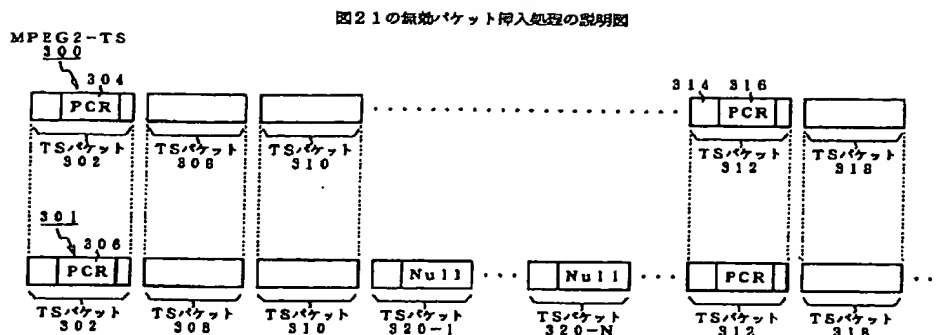 図21の無効パケット挿入処理の説明図
MPEG2-TS
300
304
PCR
314 316
PCR
TSパケット
302
TSパケット
308
TSパケット
310
TSパケット
312
TSパケット
318
301
306
PCR
Null
Null
PCR
TSパケット
302
TSパケット
308
TSパケット
310
TSパケット
320-1
TSパケット
320-N
TSパケット
312
TSパケット
318